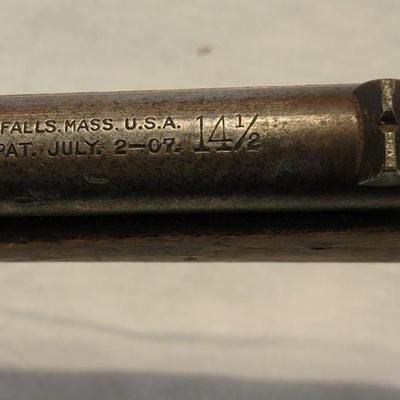 FALLS. MASS. U.S.A.
PAT. JULY. 2-07. 14½